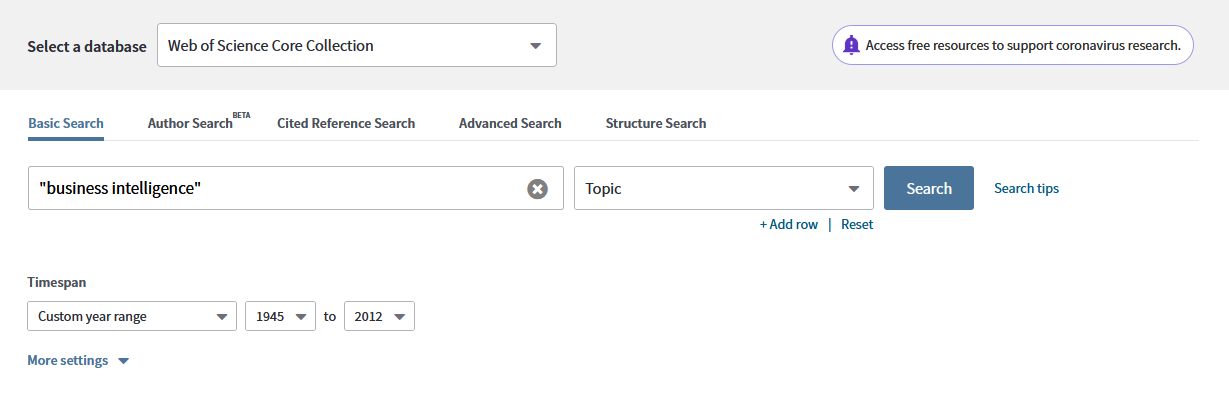 Select a database Web of Science Core Collection Access free resources to support coronavirus research.
Basic Search Author Search BETA Cited Reference Search Advanced Search Structure Search
"business intelligence" Topic Search Search tips
+ Add row | Reset
Timespan
Custom year range 1945 to 2012
More settings